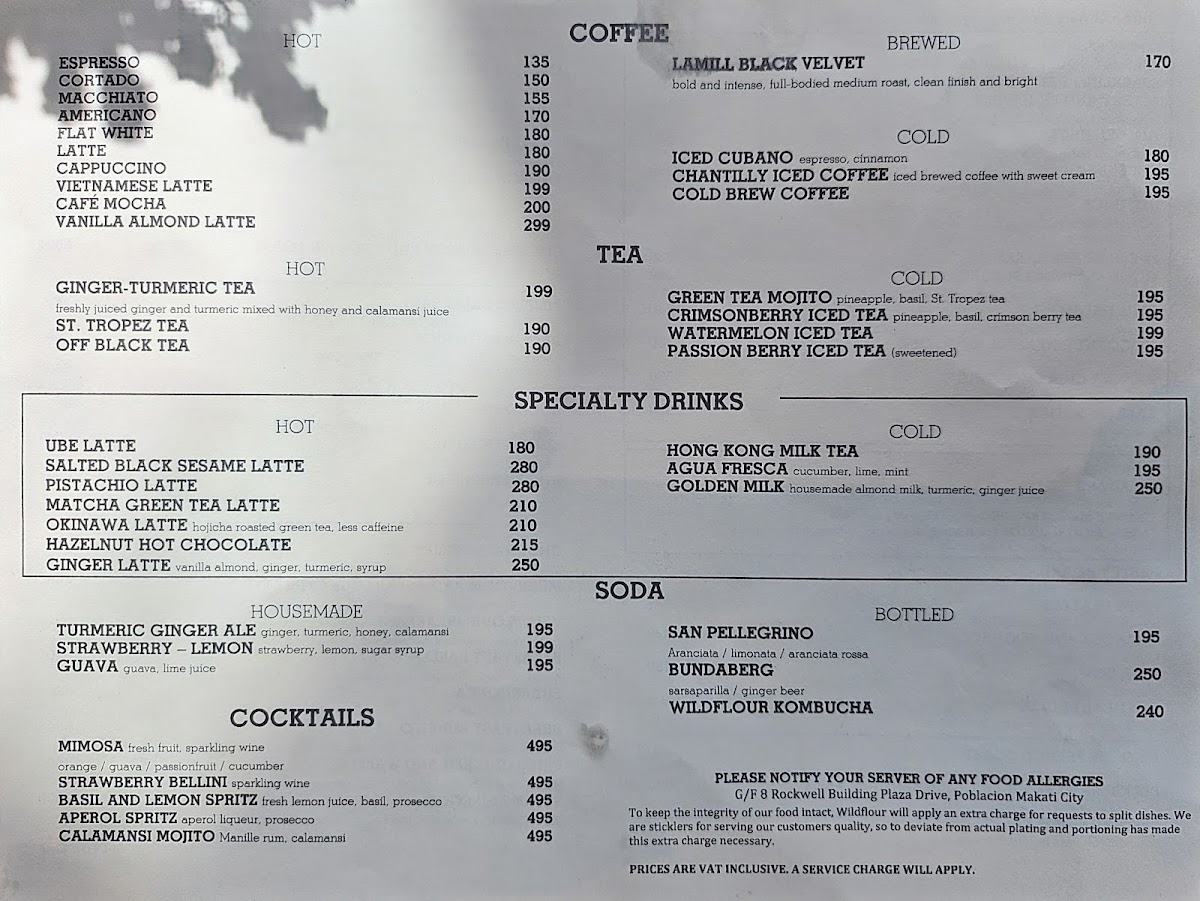 COFFEE
HOT
ESPRESSO 135
CORTADO 150
MACCHIATO 155
AMERICANO 170
FLAT WHITE 180
LATTE 180
CAPPUCCINO 190
VIETNAMESE LATTE 199
CAFÉ MOCHA 200
VANILLA ALMOND LATTE 299
BREWED
LAMILL BLACK VELVET 170
bold and intense, full-bodied medium roast, clean finish and bright
COLD
ICED CUBANO espresso, cinnamon 180
CHANTILLY ICED COFFEE iced brewed coffee with sweet cream 195
COLD BREW COFFEE 195
TEA
HOT
GINGER-TURMERIC TEA 199
freshly juiced ginger and turmeric mixed with honey and calamansi juice
ST. TROPEZ TEA 190
OFF BLACK TEA 190
COLD
GREEN TEA MOJITO pineapple, basil, St. Tropez tea 195
CRIMSONBERRY ICED TEA pineapple, basil, crimson berry tea 195
WATERMELON ICED TEA 199
PASSION BERRY ICED TEA (sweetened) 195
SPECIALTY DRINKS
HOT
UBE LATTE 180
SALTED BLACK SESAME LATTE 280
PISTACHIO LATTE 280
MATCHA GREEN TEA LATTE 210
OKINAWA LATTE hojicha roasted green tea, less caffeine 210
HAZELNUT HOT CHOCOLATE 215
GINGER LATTE vanilla almond, ginger, turmeric, syrup 250
COLD
HONG KONG MILK TEA 190
AGUA FRESCA cucumber, lime, mint 195
GOLDEN MILK housemade almond milk, turmeric, ginger juice 250
SODA
HOUSEMADE
TURMERIC GINGER ALE ginger, turmeric, honey, calamansi 195
STRAWBERRY – LEMON strawberry, lemon, sugar syrup 199
GUAVA guava, lime juice 195
BOTTLED
SAN PELLEGRINO 195
Aranciata / limonata / aranciata rossa
BUNDABERG 250
sarsaparilla / ginger beer
WILDFLOUR KOMBUCHA 240
COCKTAILS
MIMOSA fresh fruit, sparkling wine 495
orange / guava / passionfruit / cucumber
STRAWBERRY BELLINI sparkling wine 495
BASIL AND LEMON SPRITZ fresh lemon juice, basil, prosecco 495
APEROL SPRITZ aperol liqueur, prosecco 495
CALAMANSI MOJITO Manille rum, calamansi 495
PLEASE NOTIFY YOUR SERVER OF ANY FOOD ALLERGIES
G/F 8 Rockwell Building Plaza Drive, Poblacion Makati City
To keep the integrity of our food intact, Wildflour will apply an extra charge for requests to split dishes. We
are sticklers for serving our customers quality, so to deviate from actual plating and portioning has made
this extra charge necessary.
PRICES ARE VAT INCLUSIVE. A SERVICE CHARGE WILL APPLY.